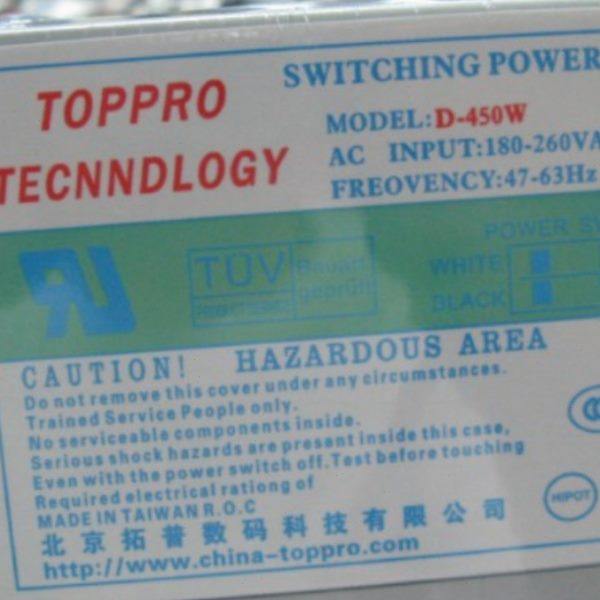 SWITCHING POWER
TOPPRO
TECNNDLOGY
MODEL:D-450W
AC INPUT:180-260VA
FREOVENCY:47-63Hz
POWER SW
WHITE
BLACK
TÜV
Bauart
geprüft
CAUTION! HAZARDOUS AREA
Do not remove this cover under any circumstances.
Trained Service People only.
No serviceable components inside.
Serious shock hazards are present inside this case,
Even with the power switch off.Test before touching
Required electrical rationg of
MADE IN TAIWAN R.O.C
HIPOT
北京拓普数码科技有限公司
http://www.china-toppro.com